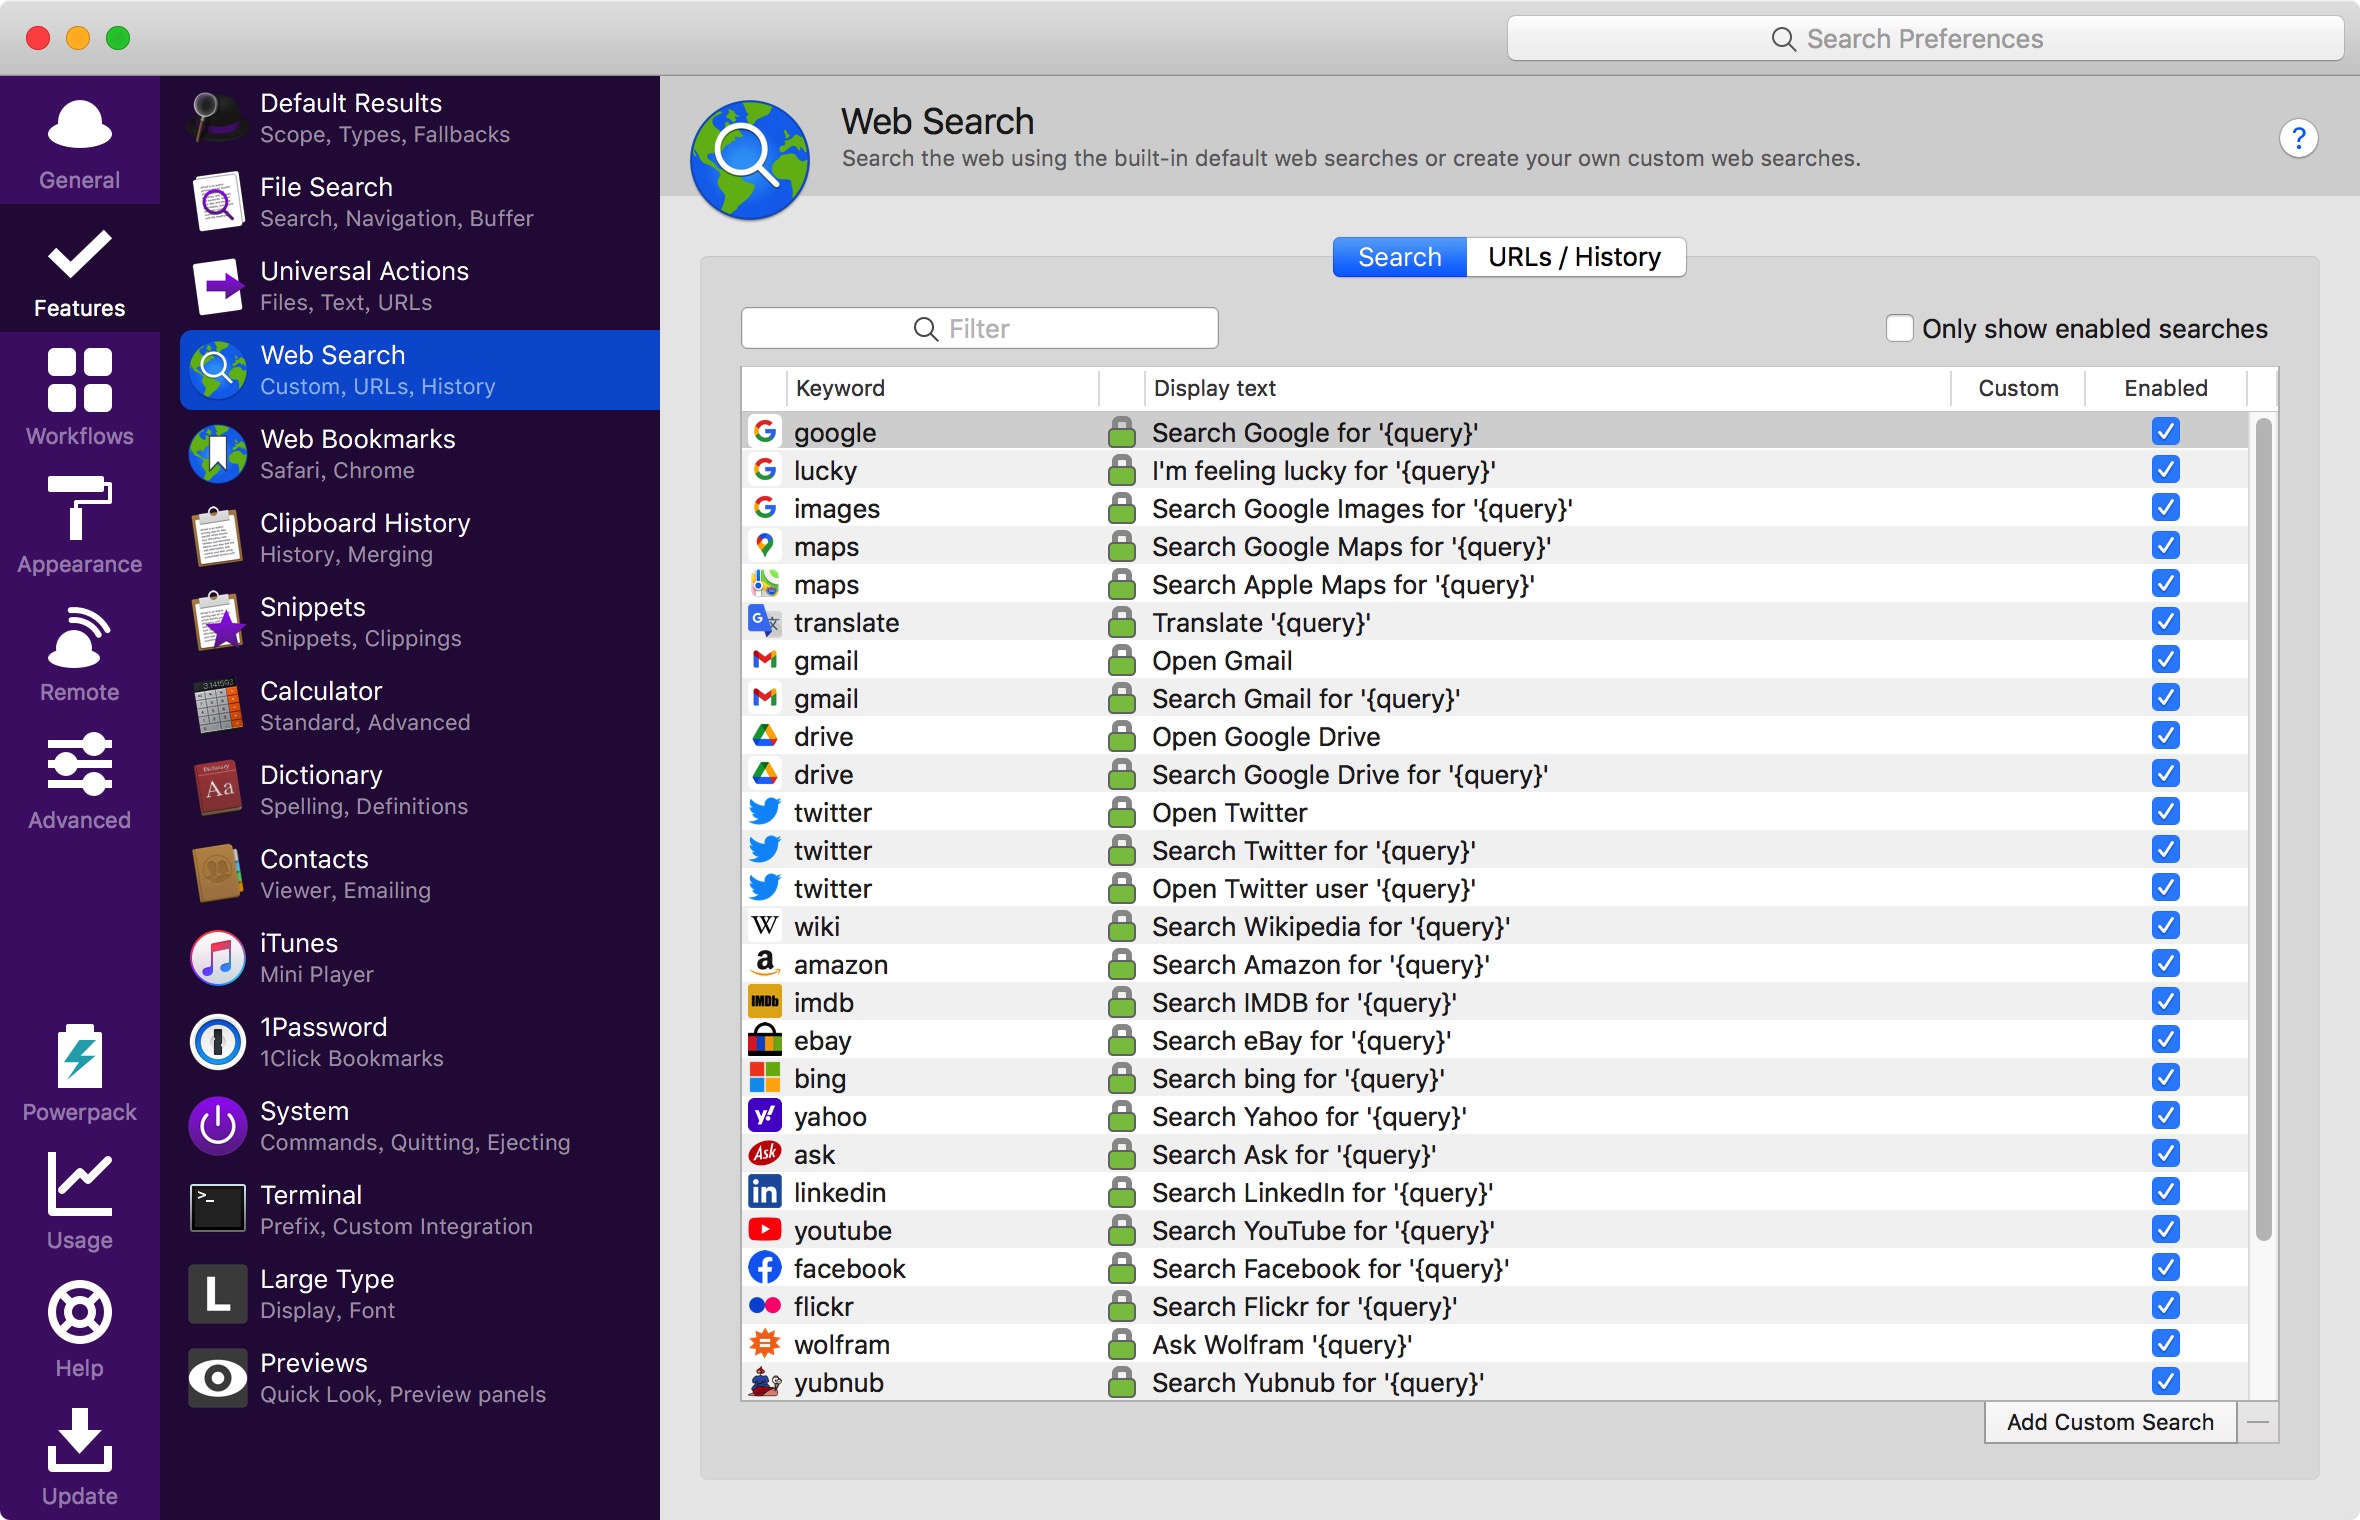 Search Preferences
General
Features
Workflows
Appearance
Remote
Advanced
Powerpack
Usage
Help
Update
Default Results
Scope, Types, Fallbacks
File Search
Search, Navigation, Buffer
Universal Actions
Files, Text, URLs
Web Search
Custom, URLs, History
Web Bookmarks
Safari, Chrome
Clipboard History
History, Merging
Snippets
Snippets, Clippings
Calculator
Standard, Advanced
Dictionary
Spelling, Definitions
Contacts
Viewer, Emailing
iTunes
Mini Player
1Password
1Click Bookmarks
System
Commands, Quitting, Ejecting
Terminal
Prefix, Custom Integration
Large Type
Display, Font
Previews
Quick Look, Preview panels
Web Search
Search the web using the built-in default web searches or create your own custom web searches.
?
Search URLs / History
Filter
Only show enabled searches
Keyword Display text Custom Enabled
google Search Google for '{query}'
lucky I'm feeling lucky for '{query}'
images Search Google Images for '{query}'
maps Search Google Maps for '{query}'
maps Search Apple Maps for '{query}'
translate Translate '{query}'
gmail Open Gmail
gmail Search Gmail for '{query}'
drive Open Google Drive
drive Search Google Drive for '{query}'
twitter Open Twitter
twitter Search Twitter for '{query}'
twitter Open Twitter user '{query}'
wiki Search Wikipedia for '{query}'
amazon Search Amazon for '{query}'
imdb Search IMDB for '{query}'
ebay Search eBay for '{query}'
bing Search bing for '{query}'
yahoo Search Yahoo for '{query}'
ask Search Ask for '{query}'
linkedin Search LinkedIn for '{query}'
youtube Search YouTube for '{query}'
facebook Search Facebook for '{query}'
flickr Search Flickr for '{query}'
wolfram Ask Wolfram '{query}'
yubnub Search Yubnub for '{query}'
Add Custom Search